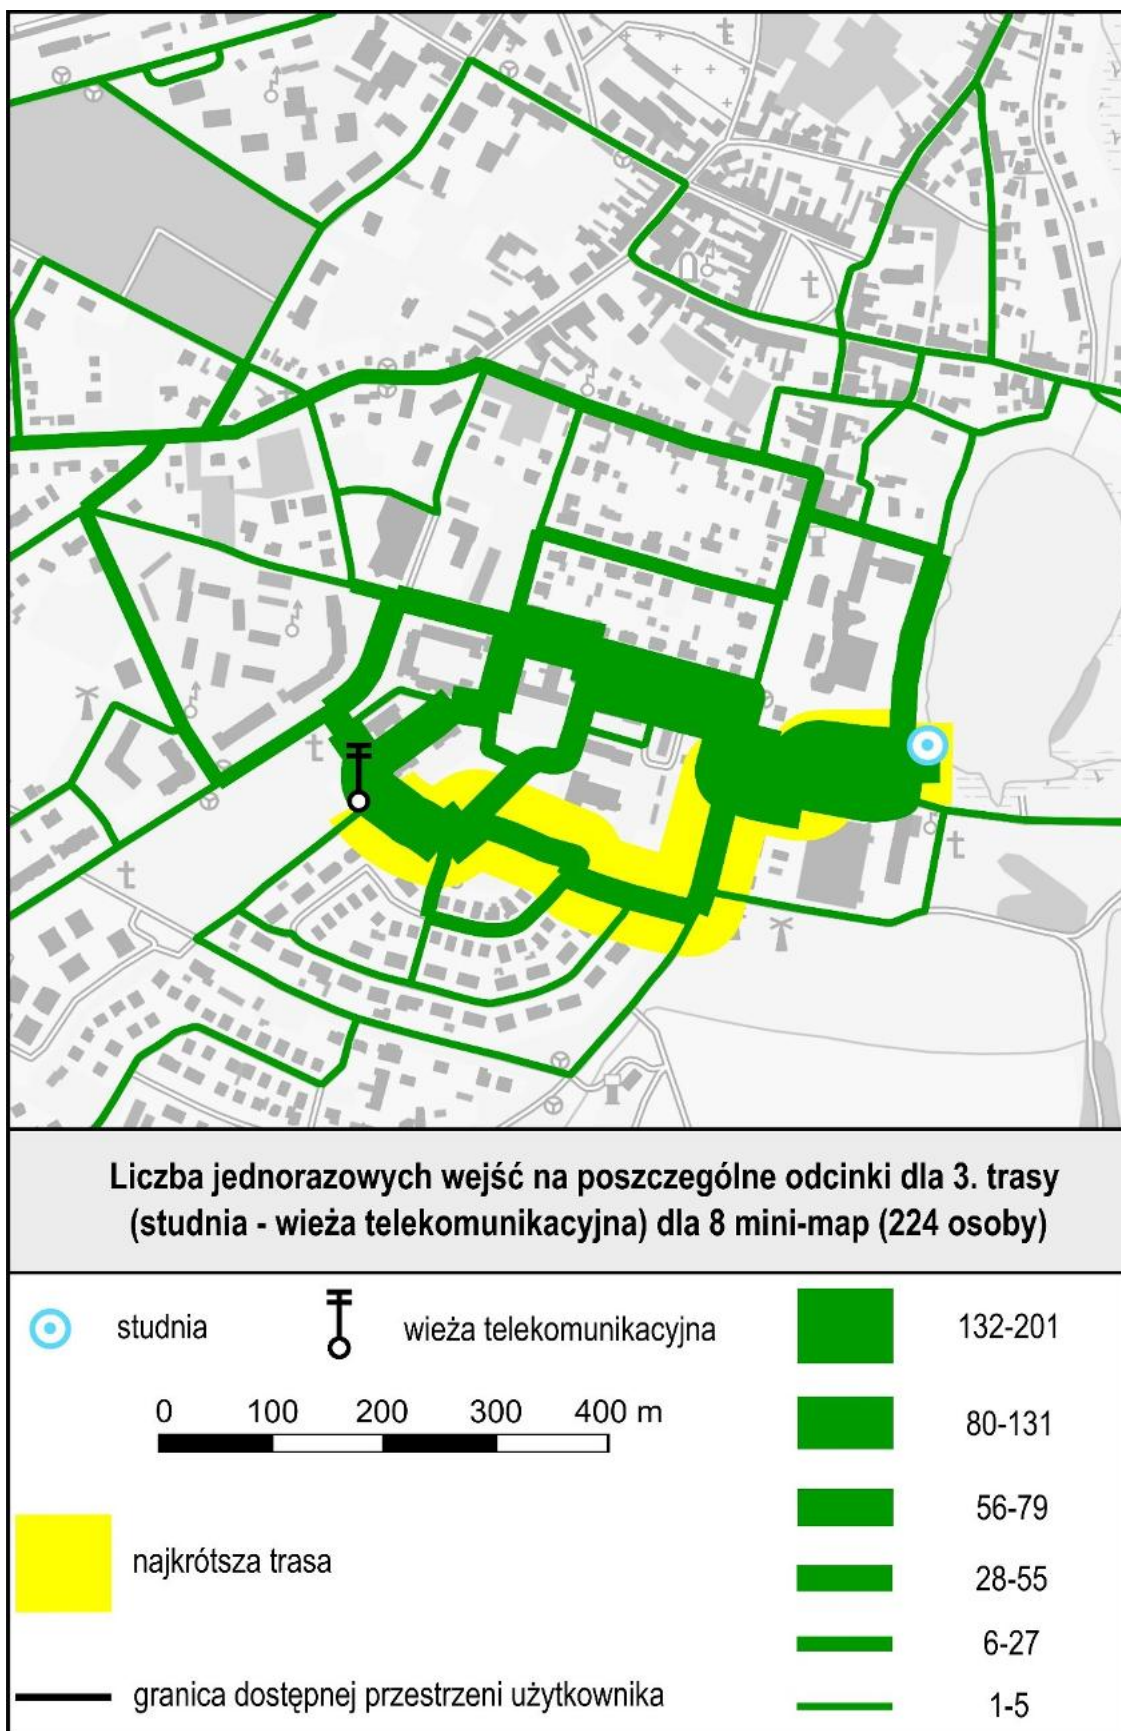 Liczba jednorazowych wejść na poszczególne odcinki dla 3. trasy
(studnia - wieża telekomunikacyjna) dla 8 mini-map (224 osoby)
studnia
wieża telekomunikacyjna
0 100 200 300 400 m
najkrótsza trasa
granica dostępnej przestrzeni użytkownika
132-201
80-131
56-79
28-55
6-27
1-5